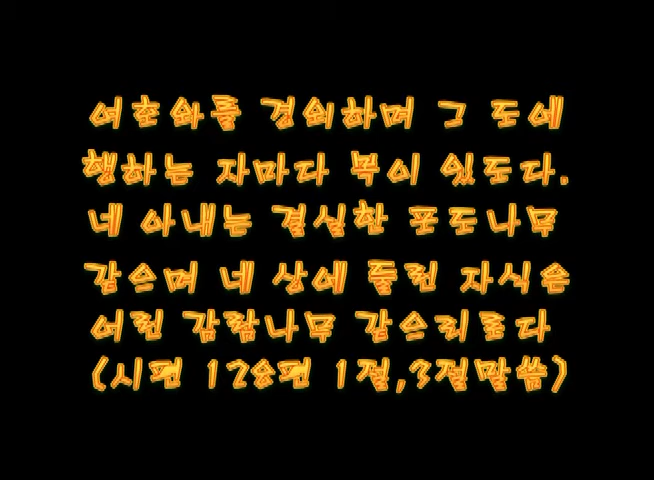 여호와를 경외하며 그 도에
행하는 자마다 복이 있도다.
네 아내는 결실한 포도나무
같으며 네 상에 둘린 자식은
어린 감람나무 같으리로다
(시편 128편 1절,3절말씀)